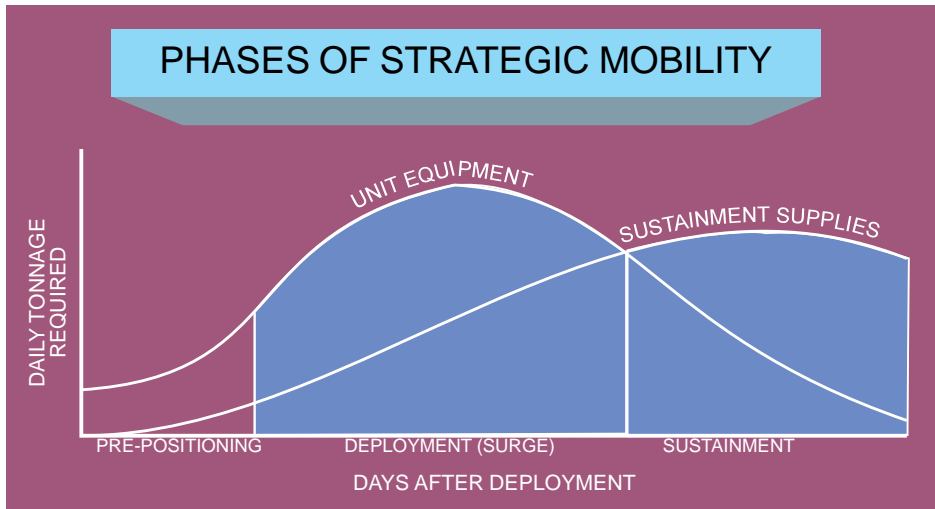 PHASES OF STRATEGIC MOBILITY
UNIT EQUIPMENT
SUSTAINMENT SUPPLIES
DAILY TONNAGE
REQUIRED
PRE-POSITIONING
DEPLOYMENT (SURGE)
SUSTAINMENT
DAYS AFTER DEPLOYMENT